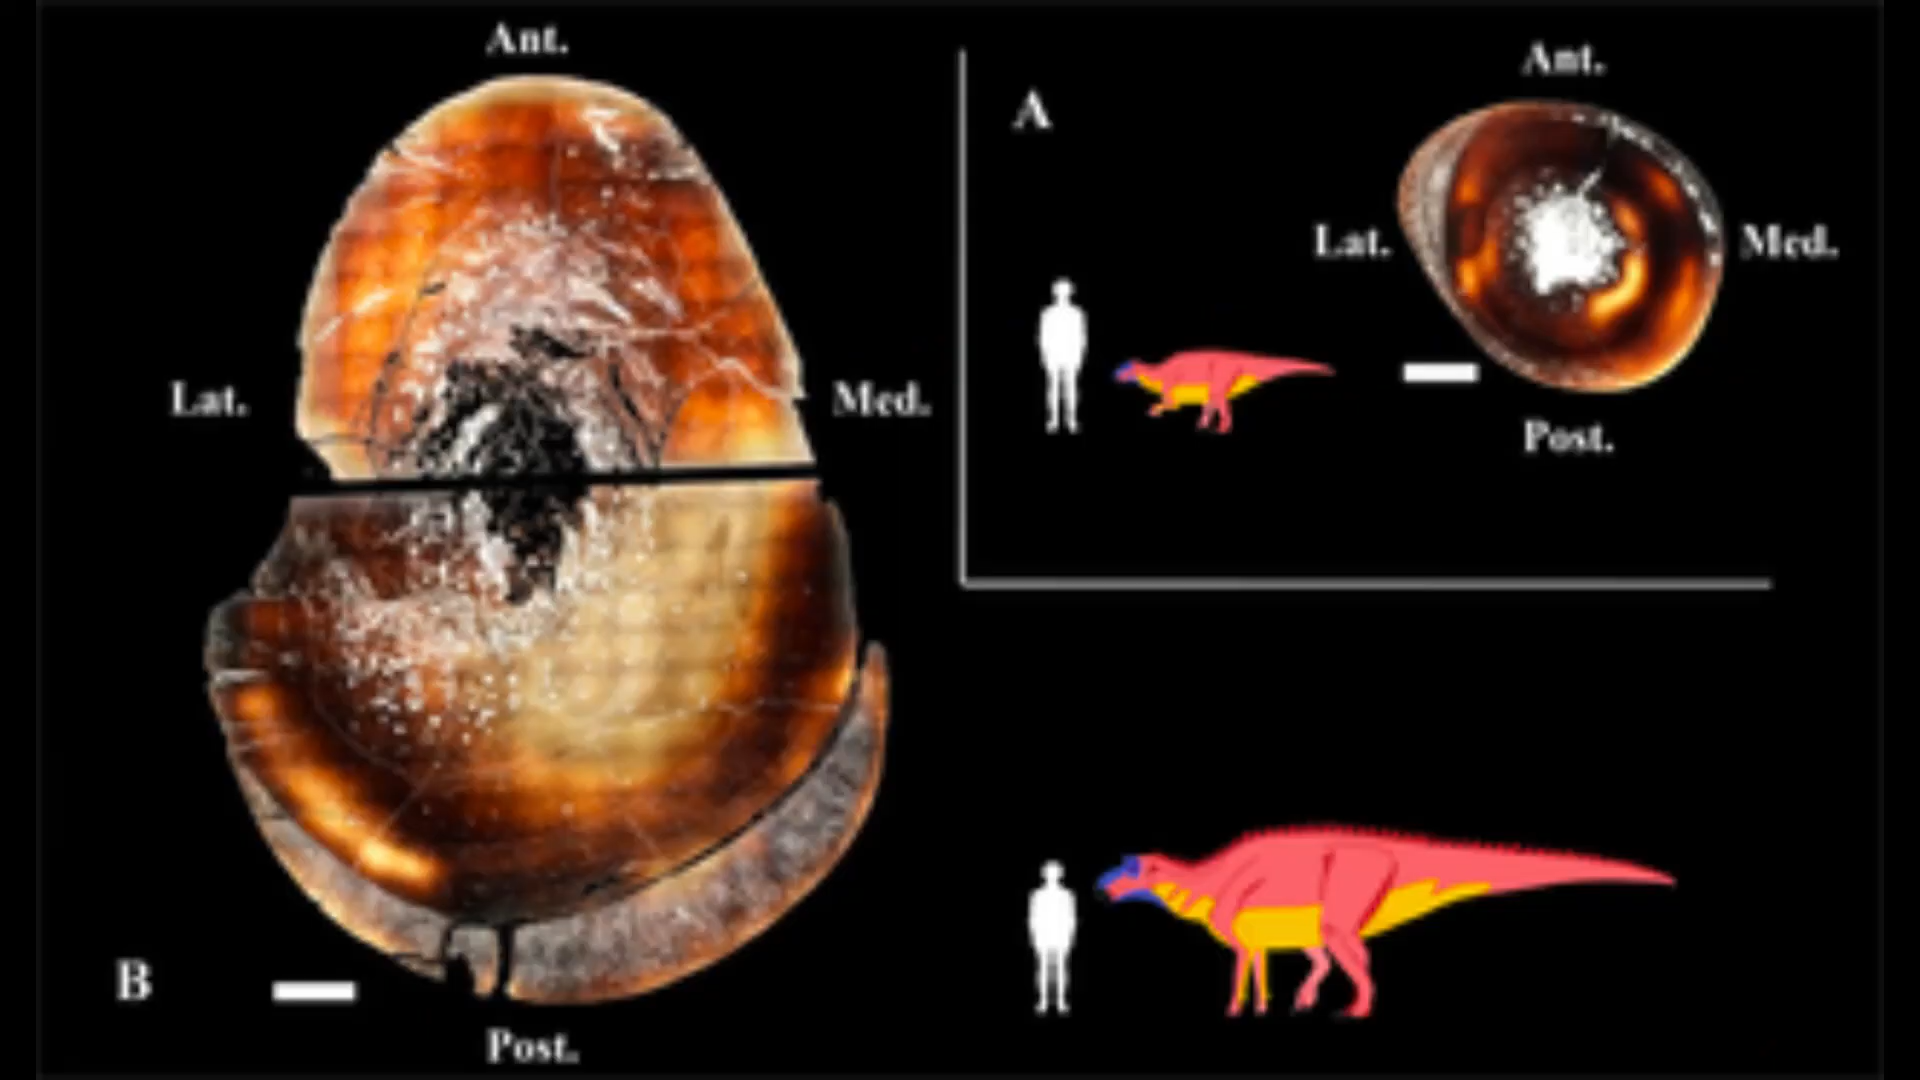 Ant.
Lat.
Med.
B
Post.
A
Ant.
Lat.
Med.
Post.